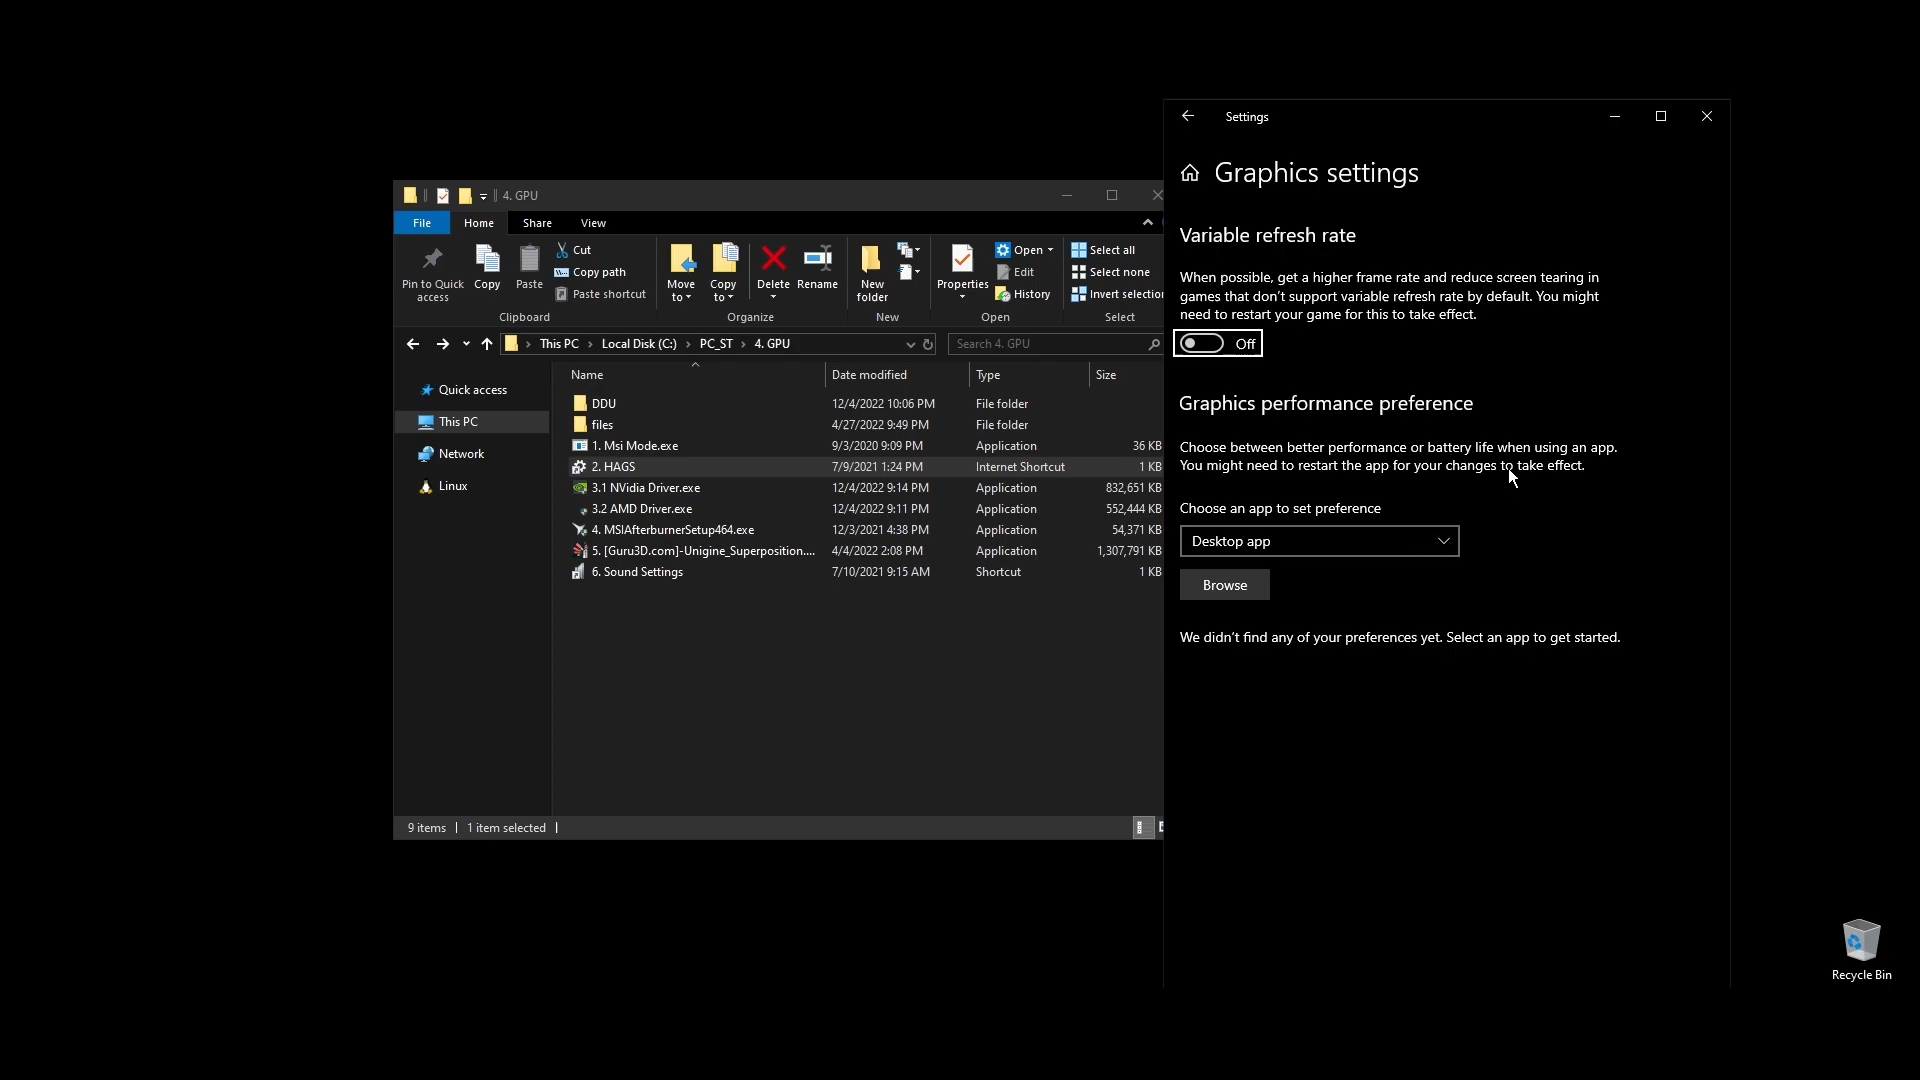 4. GPU
File
Home
Share
View
Pin to Quick
access
Copy
Paste
Cut
Copy path
Paste shortcut
Clipboard
Move
to
Copy
to
Delete
Rename
Organize
New
folder
New
Properties
Open
Edit
History
Open
Select all
Select none
Invert selection
Select
This PC
Local Disk (C:)
PC_ST
4. GPU
Search 4. GPU
Quick access
This PC
Network
Linux
Name Date modified Type Size
DDU 12/4/2022 10:06 PM File folder
files 4/27/2022 9:49 PM File folder
1. Msi Mode.exe 9/3/2020 9:09 PM Application 36 KB
2. HAGS 7/9/2021 1:24 PM Internet Shortcut 1 KB
3.1 NVidia Driver.exe 12/4/2022 9:14 PM Application 832,651 KB
3.2 AMD Driver.exe 12/4/2022 9:11 PM Application 552,444 KB
4. MSIAfterburnerSetup464.exe 12/3/2021 4:38 PM Application 54,371 KB
5. [Guru3D.com]-Unigine_Superposition.... 4/4/2022 2:08 PM Application 1,307,791 KB
6. Sound Settings 7/10/2021 9:15 AM Shortcut 1 KB
9 items
1 item selected
Settings
Graphics settings
Variable refresh rate
When possible, get a higher frame rate and reduce screen tearing in
games that don't support variable refresh rate by default. You might
need to restart your game for this to take effect.
Off
Graphics performance preference
Choose between better performance or battery life when using an app.
You might need to restart the app for your changes to take effect.
Choose an app to set preference
Desktop app
Browse
We didn't find any of your preferences yet. Select an app to get started.
Recycle Bin